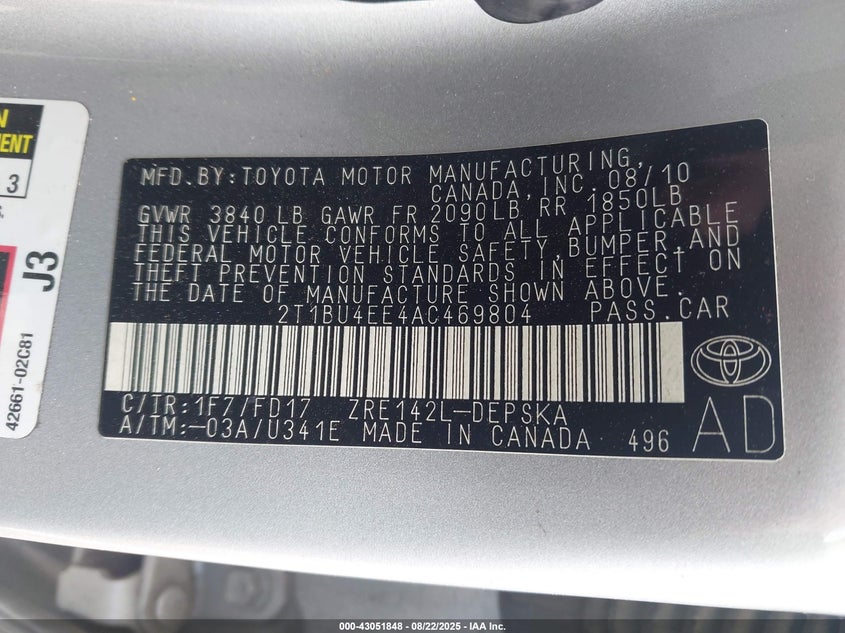 N
MENT
3
J3
42661-02C81
MFD.BY:TOYOTA MOTOR MANUFACTURING,
CANADA,INC.08/10
GVWR 3840 LB GAWR FR 2090LB RR 1850LB
THIS VEHICLE CONFORMS TO ALL APPLICABLE
FEDERAL MOTOR VEHICLE SAFETY,BUMPER,AND
THEFT PREVENTION STANDARDS IN EFFECT ON
THE DATE OF MANUFACTURE SHOWN ABOVE.
2T1BU4EE4AC469804 PASS.CAR
C/TR:1F7/FD17 ZRE142L-DEPSKA
A/TM:-03A/U341E MADE IN CANADA 496
AD
000-43051848 - 08/22/2025 - IAA Inc.